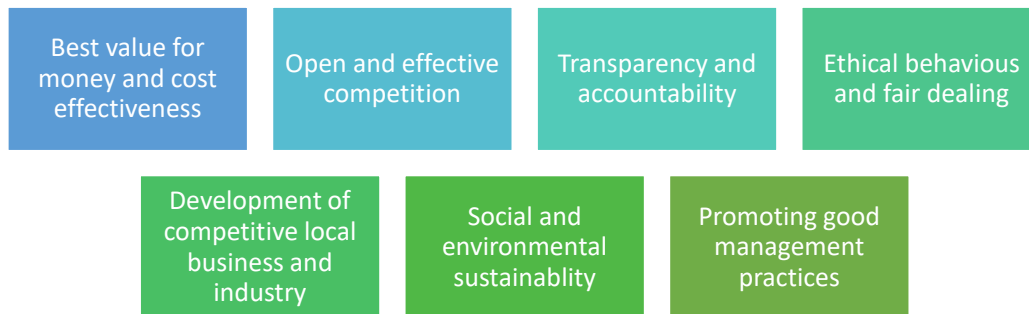 Best value for
money and cost
effectiveness
Open and effective
competition
Transparency and
accountability
Ethical behavious
and fair dealing
Development of
competitive local
business and
industry
Social and
environmental
sustainablity
Promoting good
management
practices